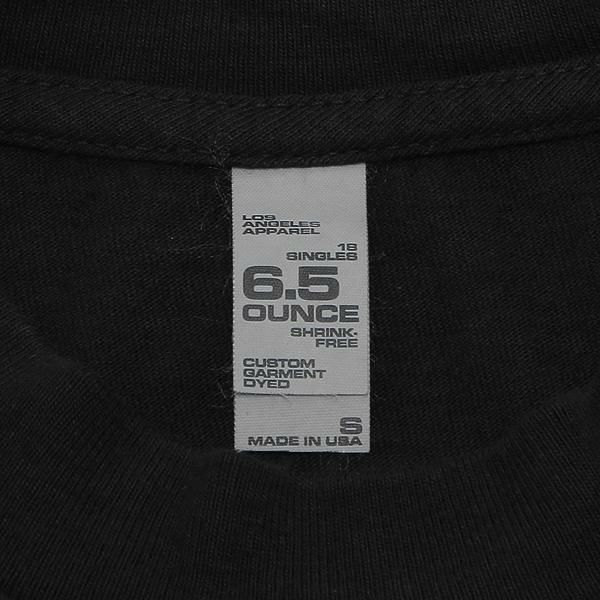 LOS
ANGELES
APPAREL
18
SINGLES
6.5
OUNCE
SHRINK-
FREE
CUSTOM
GARMENT
DYED
S
MADE IN USA